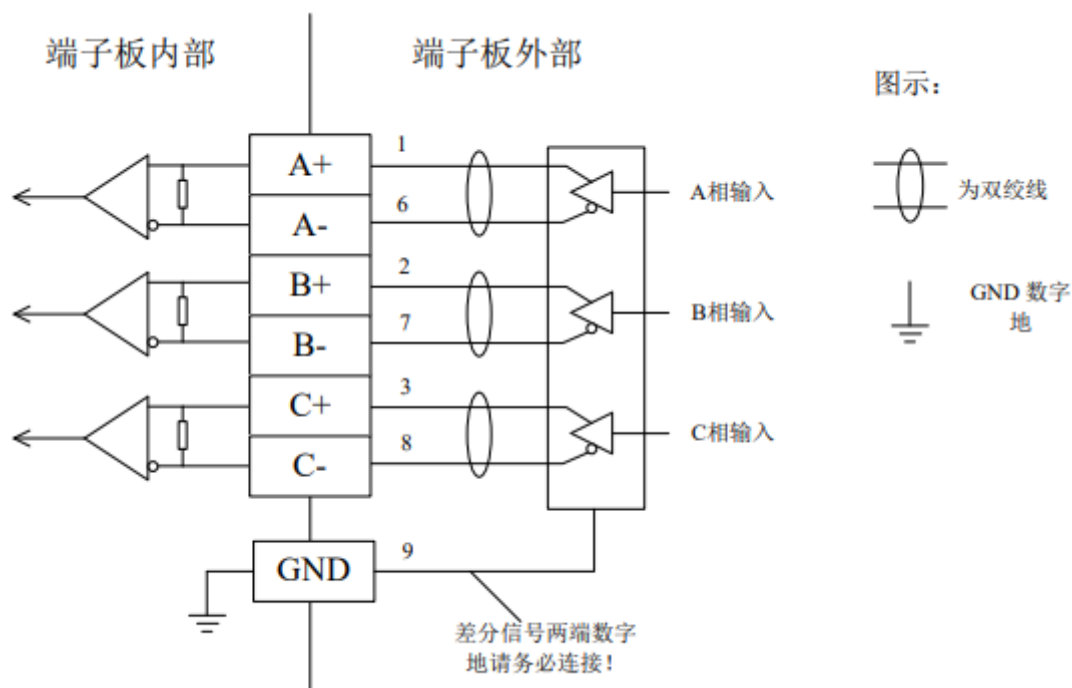 端子板内部
端子板外部
图示：
A+
1
A-
6
A相输入
为双绞线
B+
2
B-
7
B相输入
GND 数字
地
C+
3
C-
8
C相输入
GND
9
差分信号两端数字
地请务必连接！